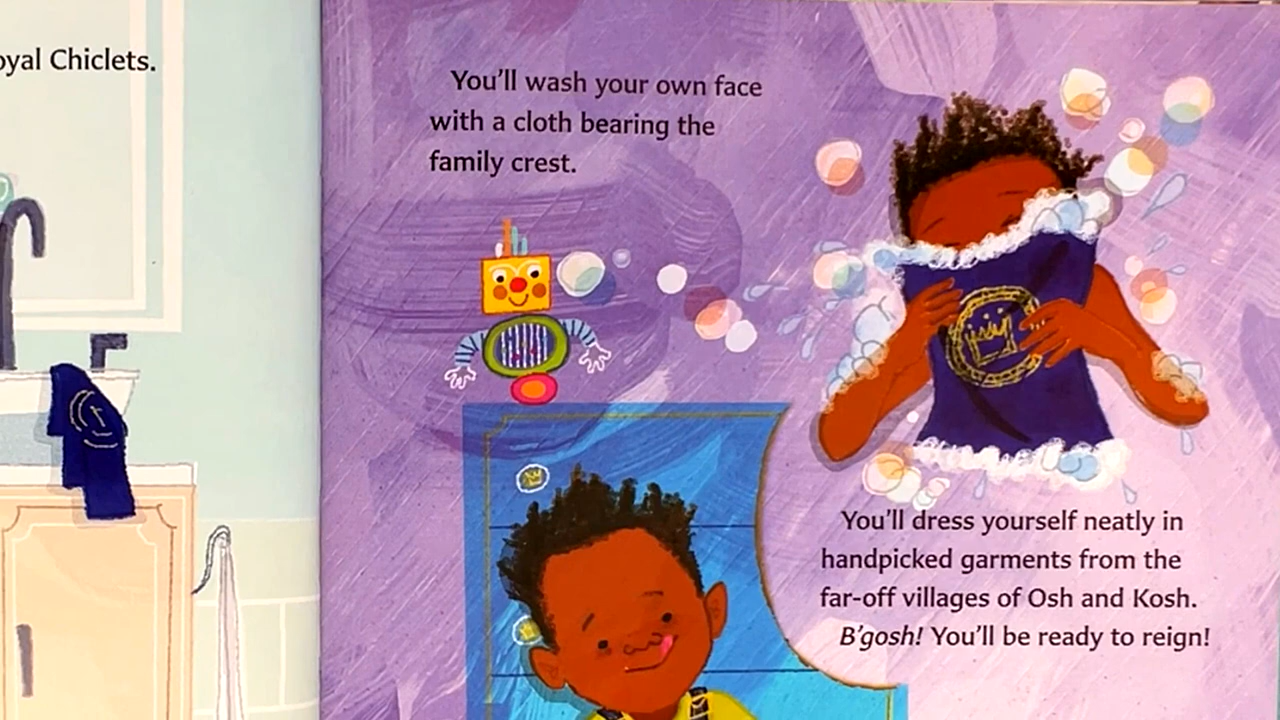 Chiclets.
You'll wash your own face
with a cloth bearing the
family crest.
You'll dress yourself neatly in
handpicked garments from the
far-off villages of Osh and Kosh.
B'gosh! You'll be ready to reign!